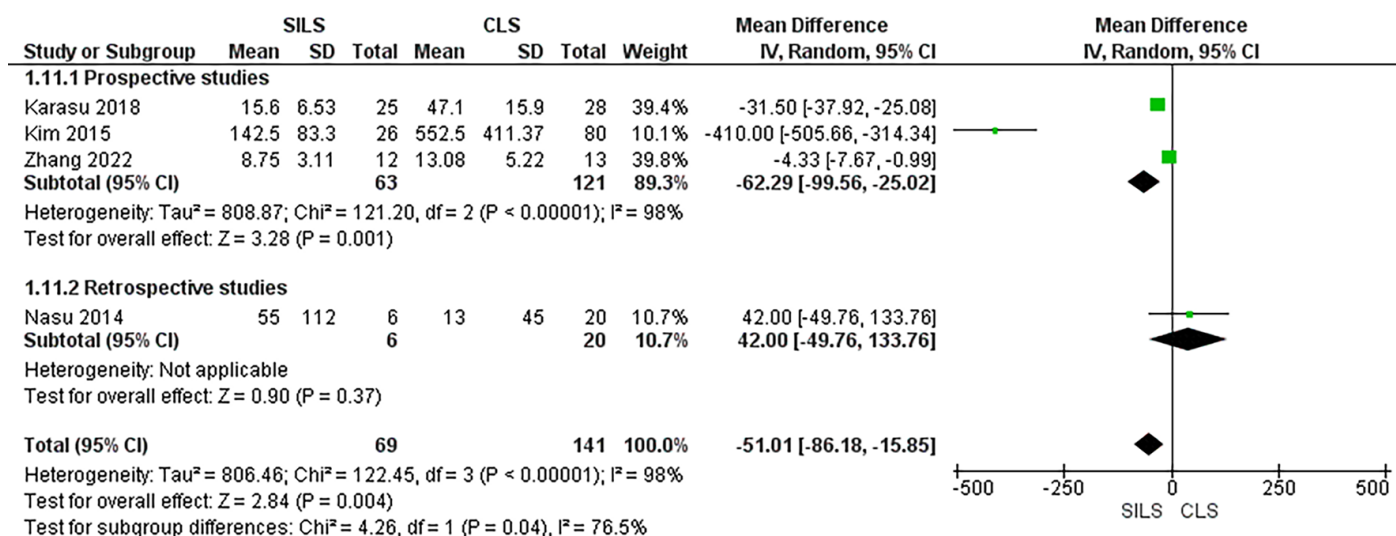 SILS CLS Mean Difference Mean Difference
Study or Subgroup Mean SD Total Mean SD Total Weight IV, Random, 95% CI IV, Random, 95% CI
1.11.1 Prospective studies
Karasu 2018 15.6 6.53 25 47.1 15.9 28 39.4% -31.50 [-37.92, -25.08]
Kim 2015 142.5 83.3 26 552.5 411.37 80 10.1% -410.00 [-505.66, -314.34]
Zhang 2022 8.75 3.11 12 13.08 5.22 13 39.8% -4.33 [-7.67, -0.99]
Subtotal (95% CI) 63 121 89.3% -62.29 [-99.56, -25.02]
Heterogeneity: Tau² = 808.87; Chi² = 121.20, df = 2 (P < 0.00001); I² = 98%
Test for overall effect: Z = 3.28 (P = 0.001)
1.11.2 Retrospective studies
Nasu 2014 55 112 6 13 45 20 10.7% 42.00 [-49.76, 133.76]
Subtotal (95% CI) 6 20 10.7% 42.00 [-49.76, 133.76]
Heterogeneity: Not applicable
Test for overall effect: Z = 0.90 (P = 0.37)
Total (95% CI) 69 141 100.0% -51.01 [-86.18, -15.85]
Heterogeneity: Tau² = 806.46; Chi² = 122.45, df = 3 (P < 0.00001); I² = 98%
Test for overall effect: Z = 2.84 (P = 0.004)
Test for subgroup differences: Chi² = 4.26, df = 1 (P = 0.04), I² = 76.5%
-500 -250 0 250 500
SILS CLS